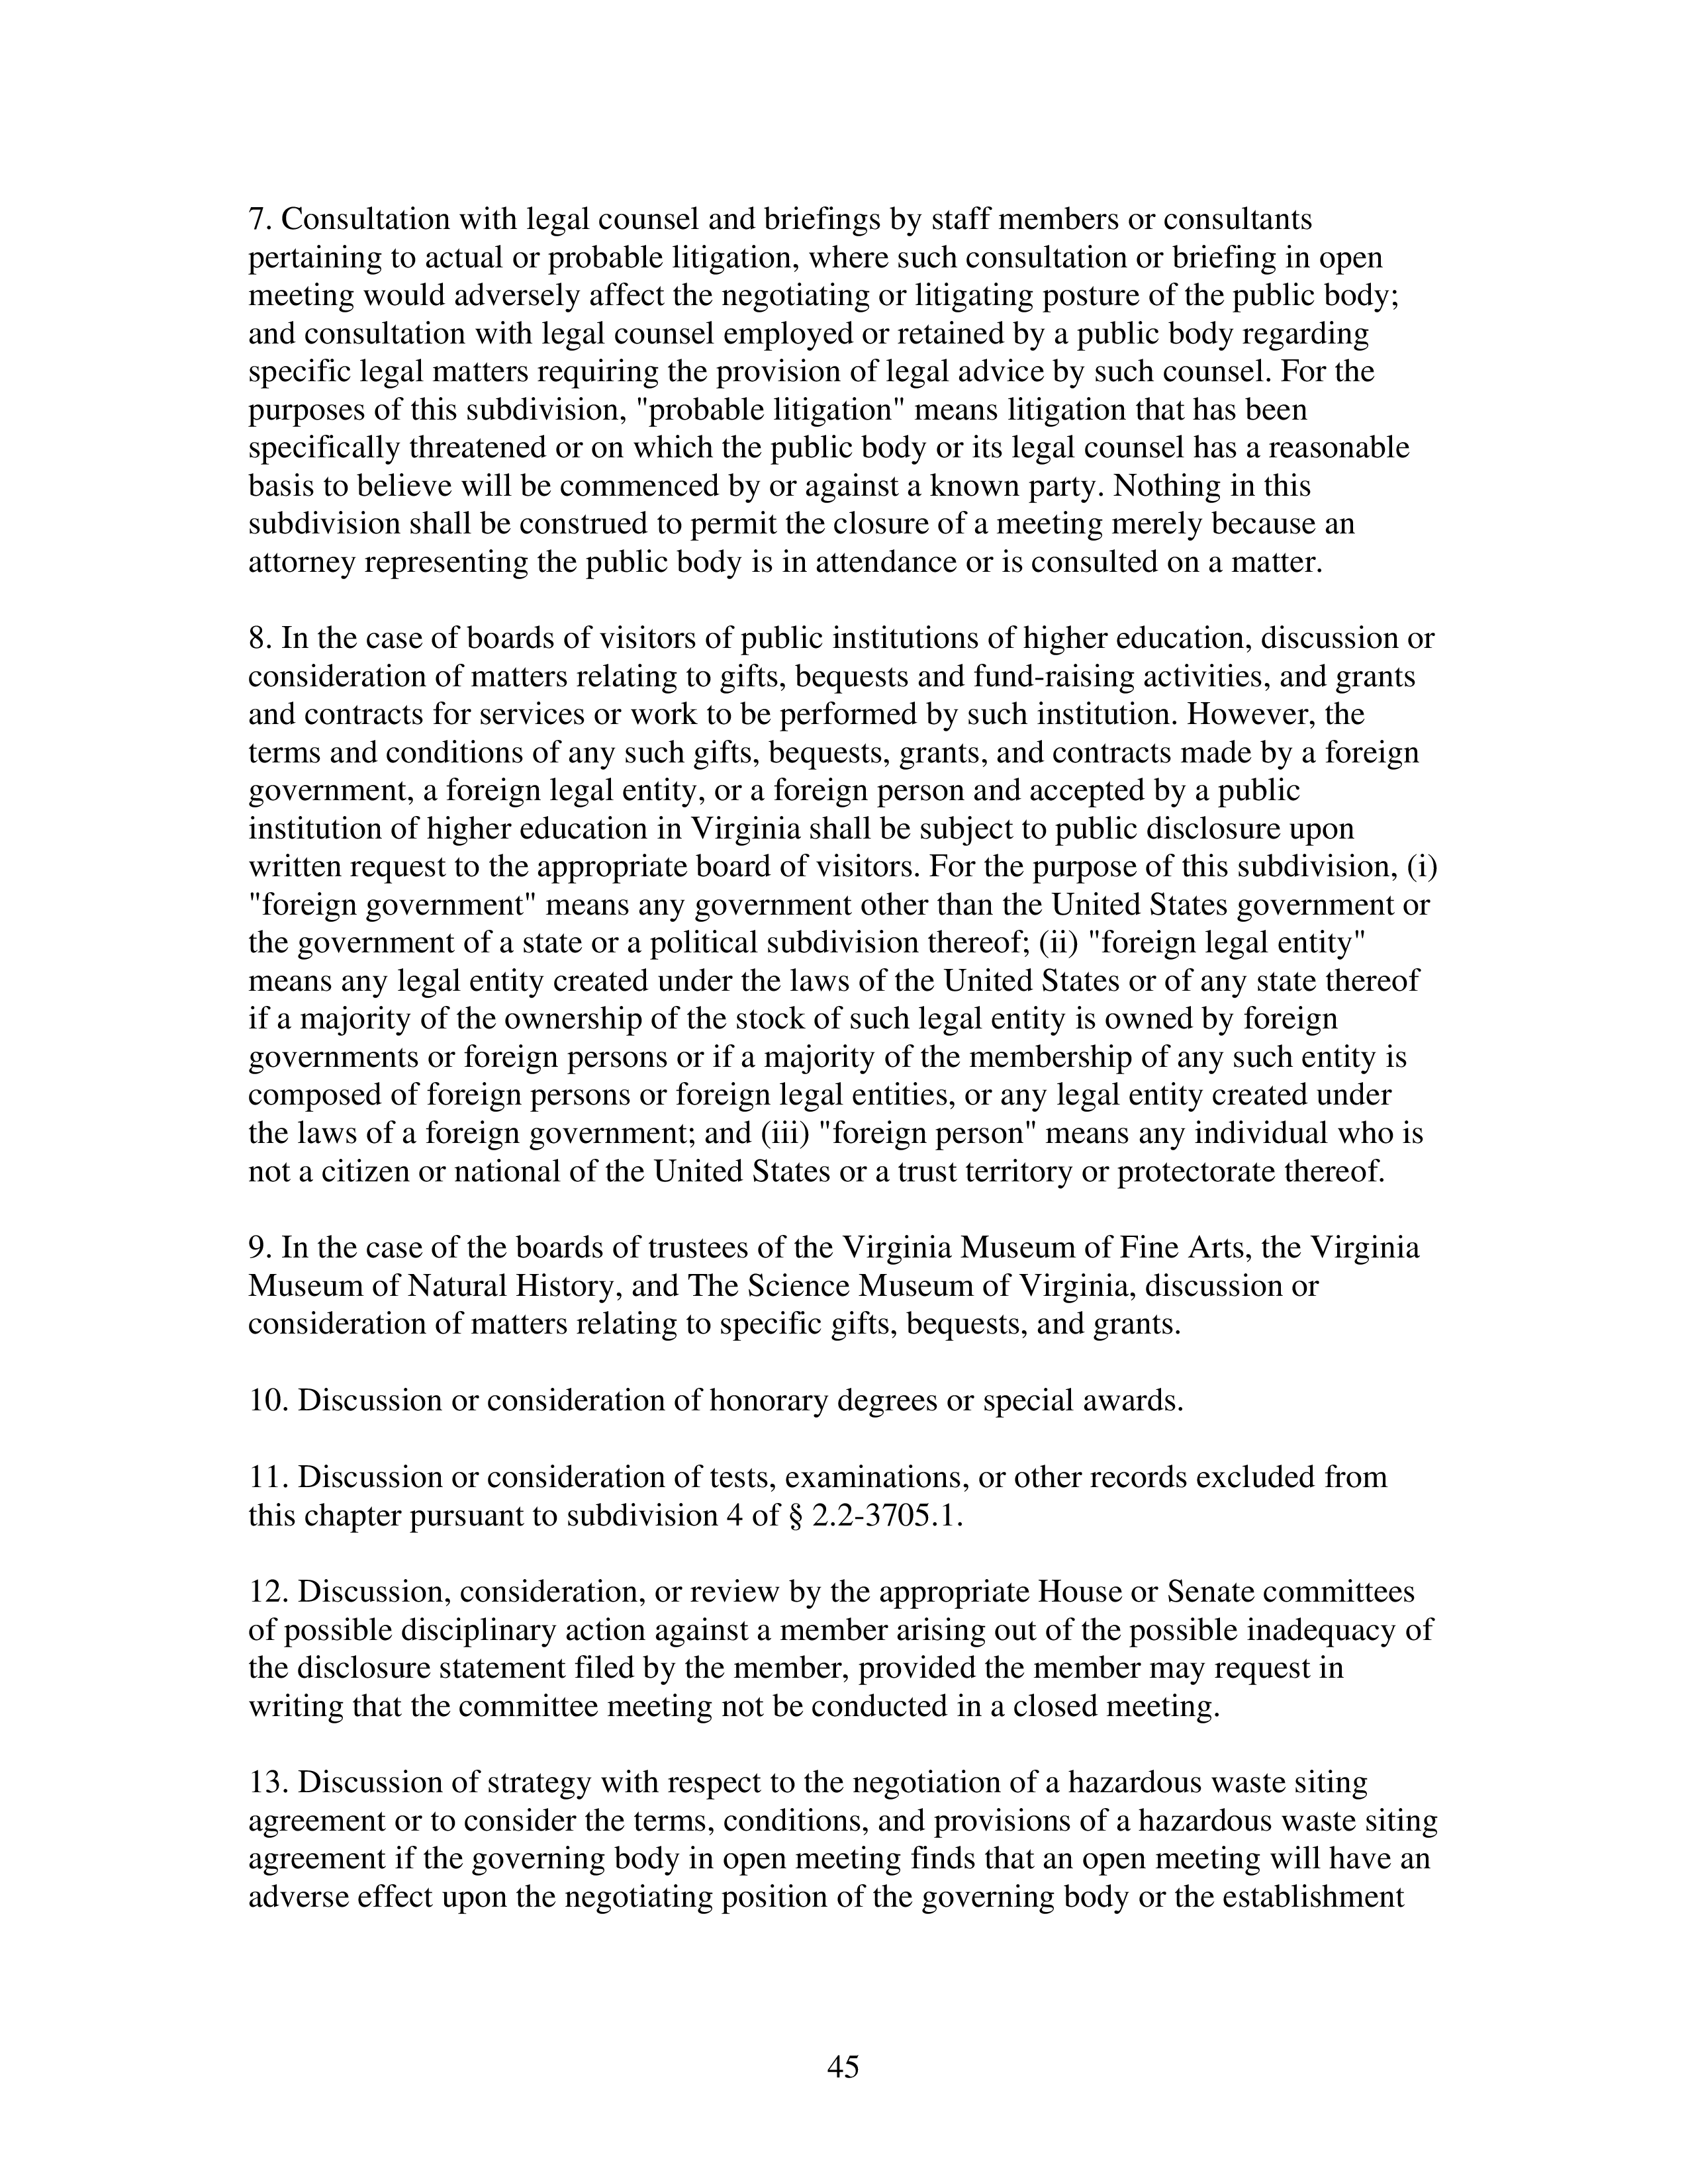 7. Consultation with legal counsel and briefings by staff members or consultants
pertaining to actual or probable litigation, where such consultation or briefing in open
meeting would adversely affect the negotiating or litigating posture of the public body;
and consultation with legal counsel employed or retained by a public body regarding
specific legal matters requiring the provision of legal advice by such counsel. For the
purposes of this subdivision, "probable litigation" means litigation that has been
specifically threatened or on which the public body or its legal counsel has a reasonable
basis to believe will be commenced by or against a known party. Nothing in this
subdivision shall be construed to permit the closure of a meeting merely because an
attorney representing the public body is in attendance or is consulted on a matter.
8. In the case of boards of visitors of public institutions of higher education, discussion or
consideration of matters relating to gifts, bequests and fund-raising activities, and grants
and contracts for services or work to be performed by such institution. However, the
terms and conditions of any such gifts, bequests, grants, and contracts made by a foreign
government, a foreign legal entity, or a foreign person and accepted by a public
institution of higher education in Virginia shall be subject to public disclosure upon
written request to the appropriate board of visitors. For the purpose of this subdivision, (i)
"foreign government" means any government other than the United States government or
the government of a state or a political subdivision thereof; (ii) "foreign legal entity"
means any legal entity created under the laws of the United States or of any state thereof
if a majority of the ownership of the stock of such legal entity is owned by foreign
governments or foreign persons or if a majority of the membership of any such entity is
composed of foreign persons or foreign legal entities, or any legal entity created under
the laws of a foreign government; and (iii) "foreign person" means any individual who is
not a citizen or national of the United States or a trust territory or protectorate thereof.
9. In the case of the boards of trustees of the Virginia Museum of Fine Arts, the Virginia
Museum of Natural History, and The Science Museum of Virginia, discussion or
consideration of matters relating to specific gifts, bequests, and grants.
10. Discussion or consideration of honorary degrees or special awards.
11. Discussion or consideration of tests, examinations, or other records excluded from
this chapter pursuant to subdivision 4 of § 2.2-3705.1.
12. Discussion, consideration, or review by the appropriate House or Senate committees
of possible disciplinary action against a member arising out of the possible inadequacy of
the disclosure statement filed by the member, provided the member may request in
writing that the committee meeting not be conducted in a closed meeting.
13. Discussion of strategy with respect to the negotiation of a hazardous waste siting
agreement or to consider the terms, conditions, and provisions of a hazardous waste siting
agreement if the governing body in open meeting finds that an open meeting will have an
adverse effect upon the negotiating position of the governing body or the establishment
45